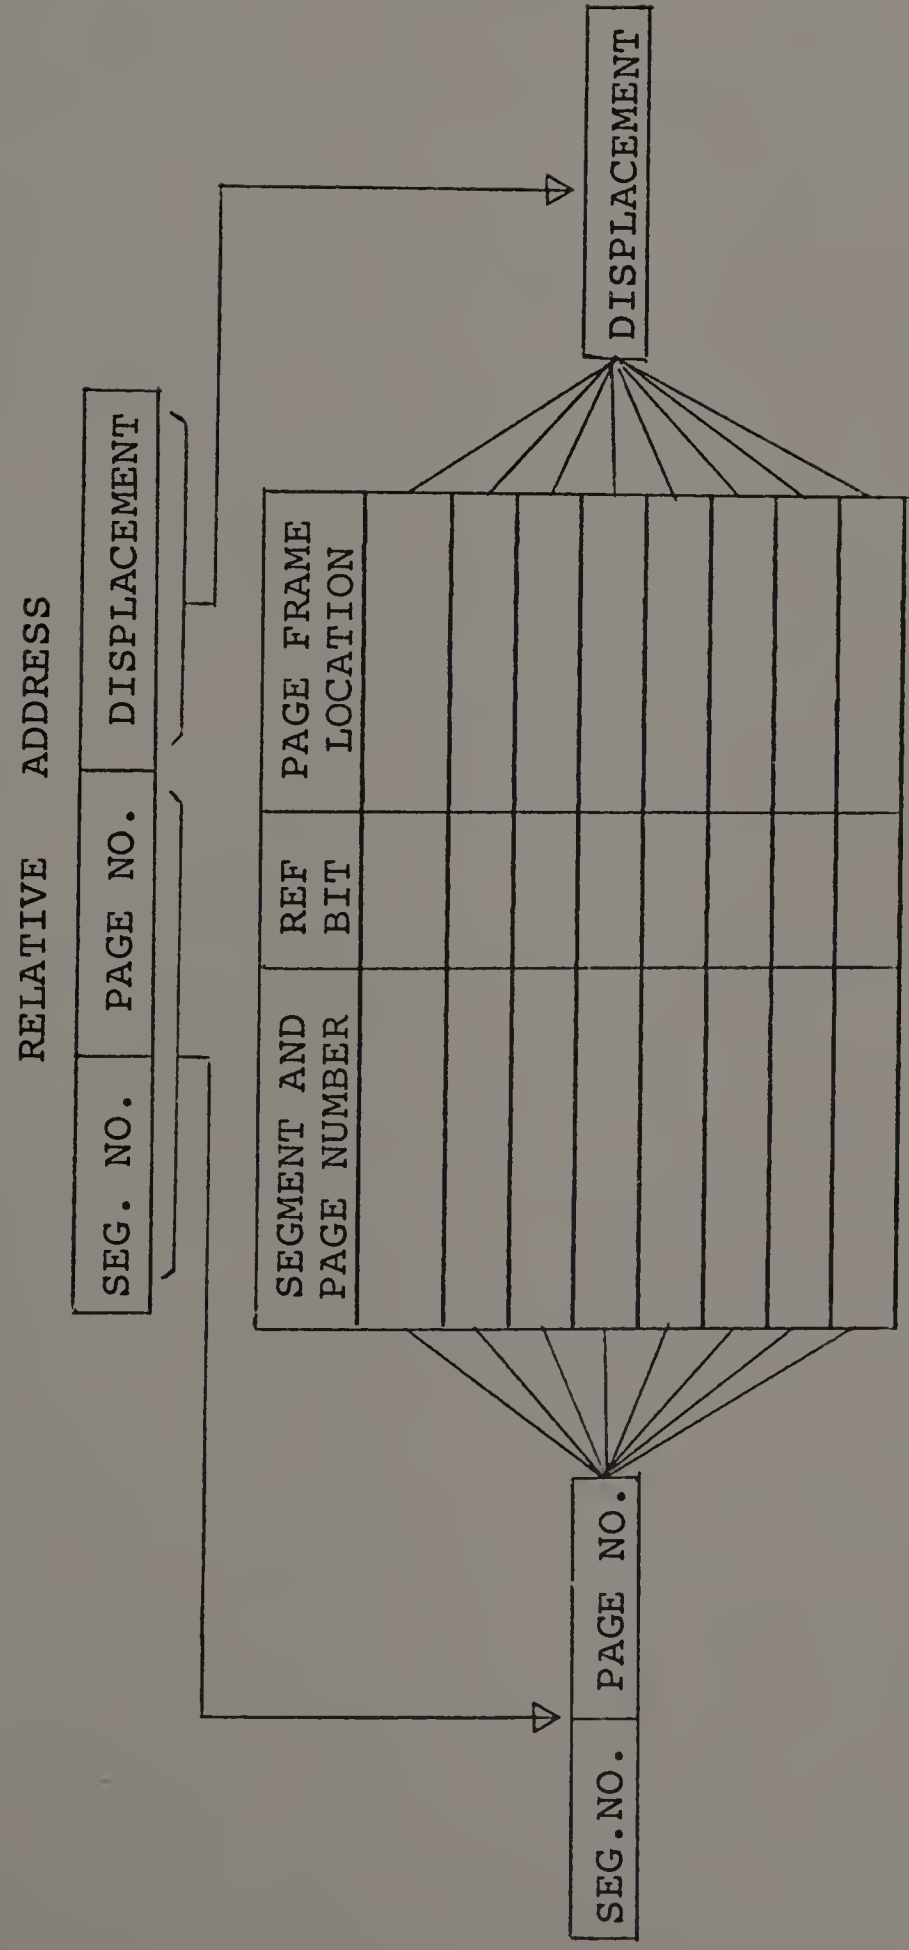 RELATIVE ADDRESS
SEG. NO. PAGE NO. DISPLACEMENT
SEGMENT AND PAGE NUMBER
REF BIT
PAGE FRAME LOCATION
SEG.NO. PAGE NO.
DISPLACEMENT